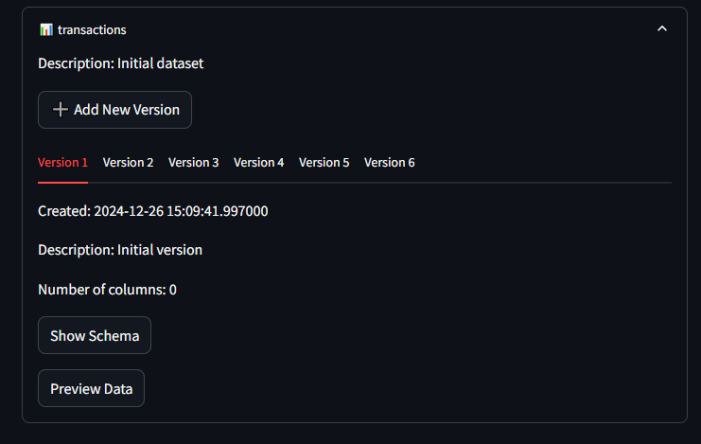 transactions
Description: Initial dataset
Add New Version
Version 1 Version 2 Version 3 Version 4 Version 5 Version 6
Created: 2024-12-26 15:09:41.997000
Description: Initial version
Number of columns: 0
Show Schema
Preview Data